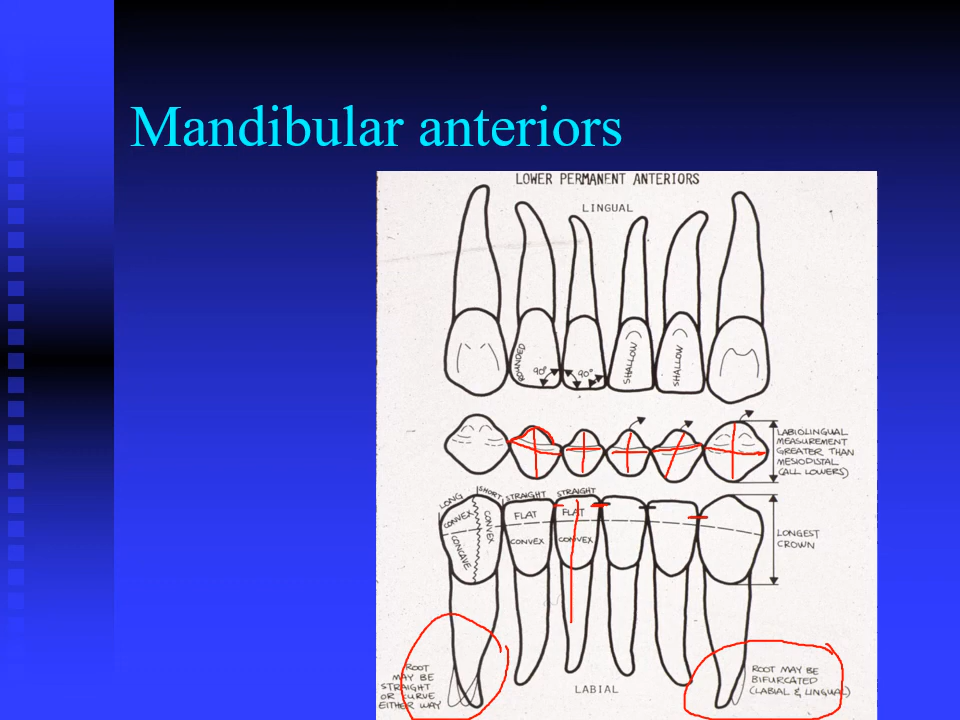 Mandibular anteriors
LOWER PERMANENT ANTERIORS
LINGUAL
ROUNDED
90°
90°
SHALLOW
SHALLOW
LABIOLINGUAL
MEASUREMENT
GREATER THAN
MESIODISTAL
(ALL LOWERS)
LONG
SHORT
STRAIGHT
STRAIGHT
CONVEX
CONVEX
FLAT
FLAT
CONCAVE
CONVEX
CONVEX
LONGEST
CROWN
ROOT
MAY BE
STRAIGHT
OR CURVE
EITHER WAY
LABIAL
ROOT MAY BE
BIFURCATED
(LABIAL & LINGUAL)